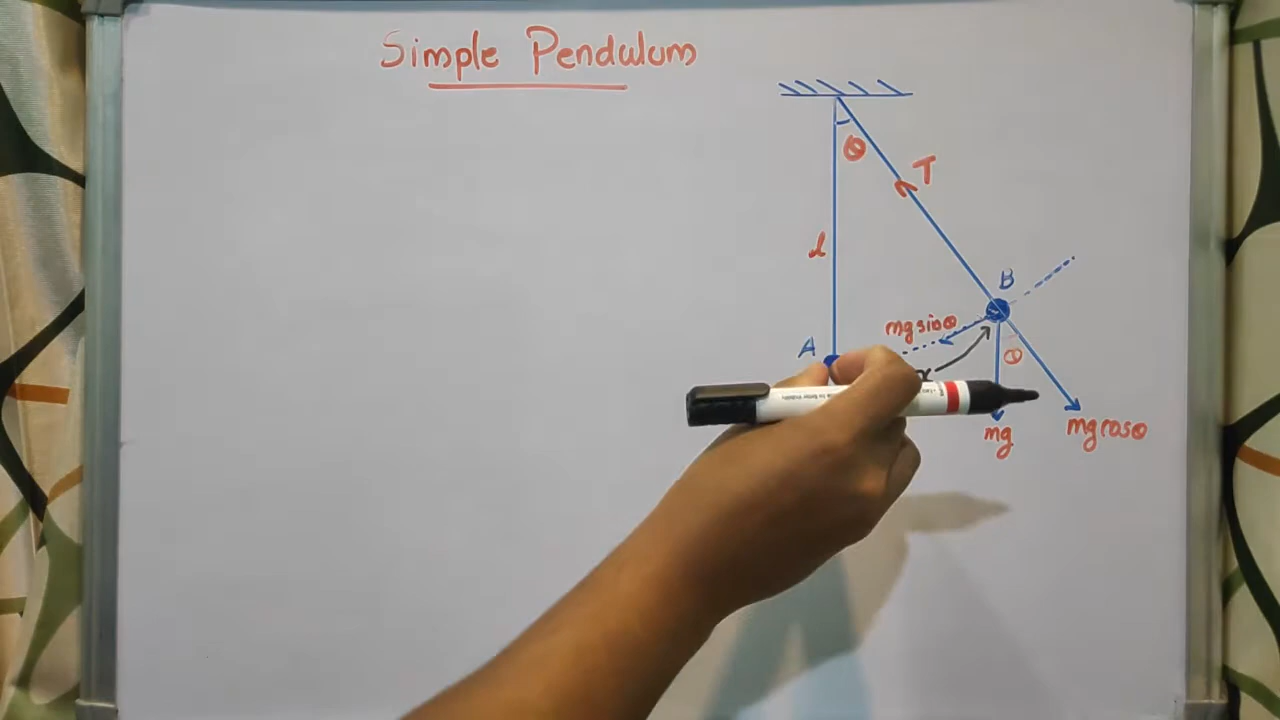 Simple Pendulum
θ
T
l
B
mg sinθ
A
x
θ
mg
mg cosθ